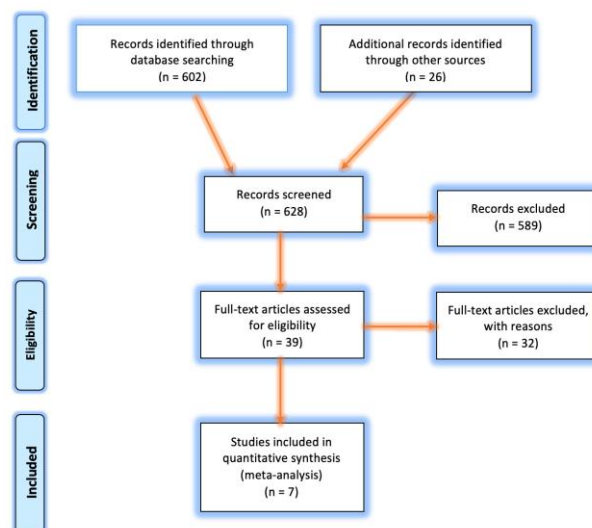 Identification
Records identified through
database searching
(n = 602)
Additional records identified
through other sources
(n = 26)
Screening
Records screened
(n = 628)
Records excluded
(n = 589)
Eligibility
Full-text articles assessed
for eligibility
(n = 39)
Full-text articles excluded,
with reasons
(n = 32)
Included
Studies included in
quantitative synthesis
(meta-analysis)
(n = 7)